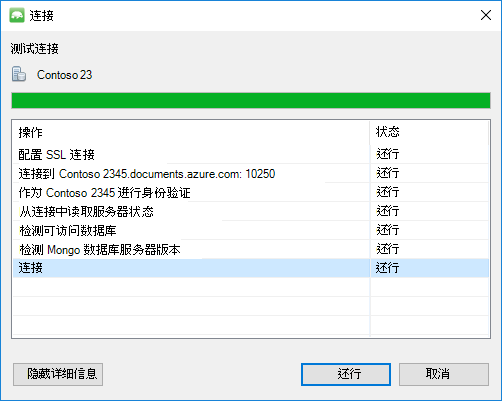 连接
测试连接
Contoso 23
操作 状态
配置 SSL 连接 还行
连接到 Contoso 2345.documents.azure.com: 10250 还行
作为 Contoso 2345 进行身份验证 还行
从连接中读取服务器状态 还行
检测可访问数据库 还行
检测 Mongo 数据库服务器版本 还行
连接 还行
隐藏详细信息 还行 取消